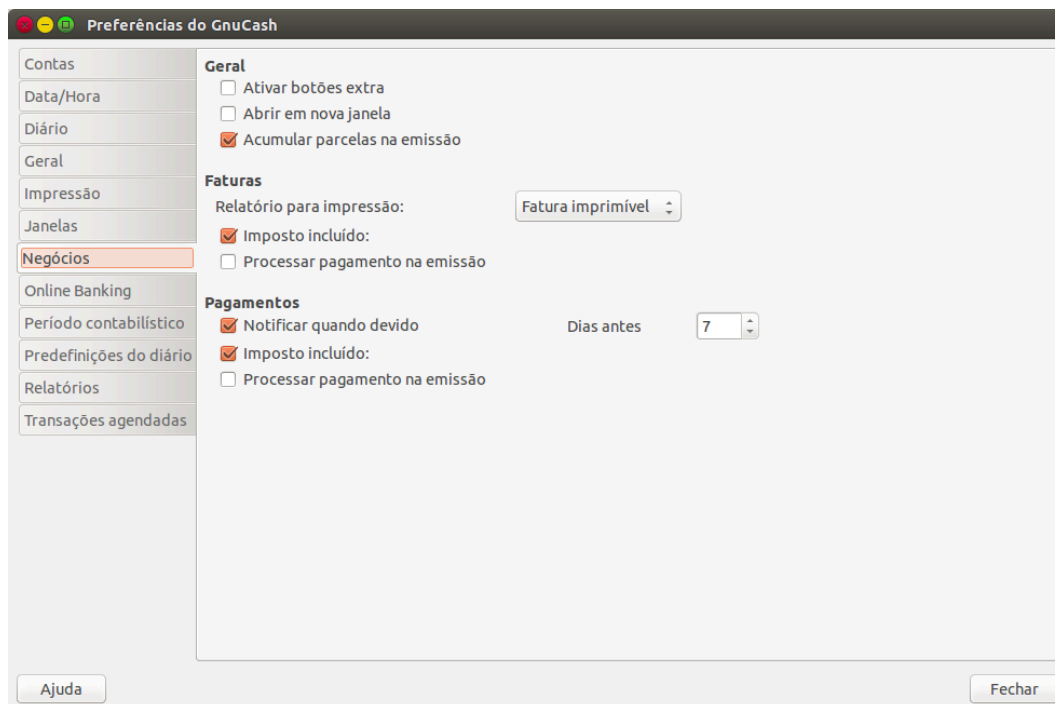 Preferências do GnuCash
Contas
Data/Hora
Diário
Geral
Impressão
Janelas
Negócios
Online Banking
Período contabilístico
Predefinições do diário
Relatórios
Transações agendadas
Geral
Ativar botões extra
Abrir em nova janela
Acumular parcelas na emissão
Faturas
Relatório para impressão: Fatura imprimível
Imposto incluído:
Processar pagamento na emissão
Pagamentos
Notificar quando devido Dias antes 7
Imposto incluído:
Processar pagamento na emissão
Ajuda Fechar